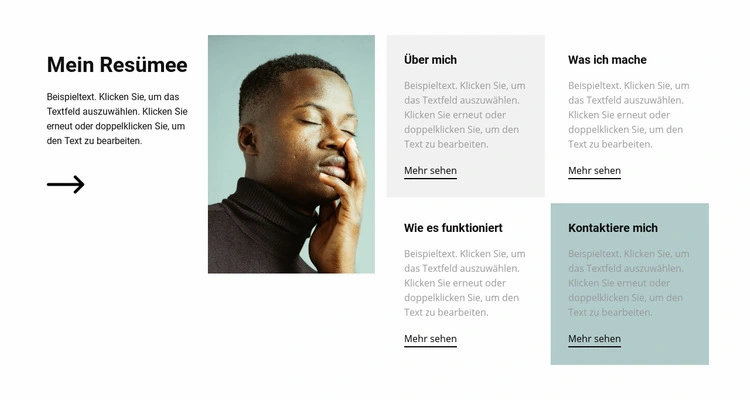 Mein Resümee
Beispieltext. Klicken Sie, um das
Textfeld auszuwählen. Klicken Sie
erneut oder doppelklicken Sie, um
den Text zu bearbeiten.
Über mich
Beispieltext. Klicken Sie, um
das Textfeld auszuwählen.
Klicken Sie erneut oder
doppelklicken Sie, um den
Text zu bearbeiten.
Mehr sehen
Was ich mache
Beispieltext. Klicken Sie, um
das Textfeld auszuwählen.
Klicken Sie erneut oder
doppelklicken Sie, um den
Text zu bearbeiten.
Mehr sehen
Wie es funktioniert
Beispieltext. Klicken Sie, um
das Textfeld auszuwählen.
Klicken Sie erneut oder
doppelklicken Sie, um den
Text zu bearbeiten.
Mehr sehen
Kontaktiere mich
Beispieltext. Klicken Sie, um
das Textfeld auszuwählen.
Klicken Sie erneut oder
doppelklicken Sie, um den
Text zu bearbeiten.
Mehr sehen